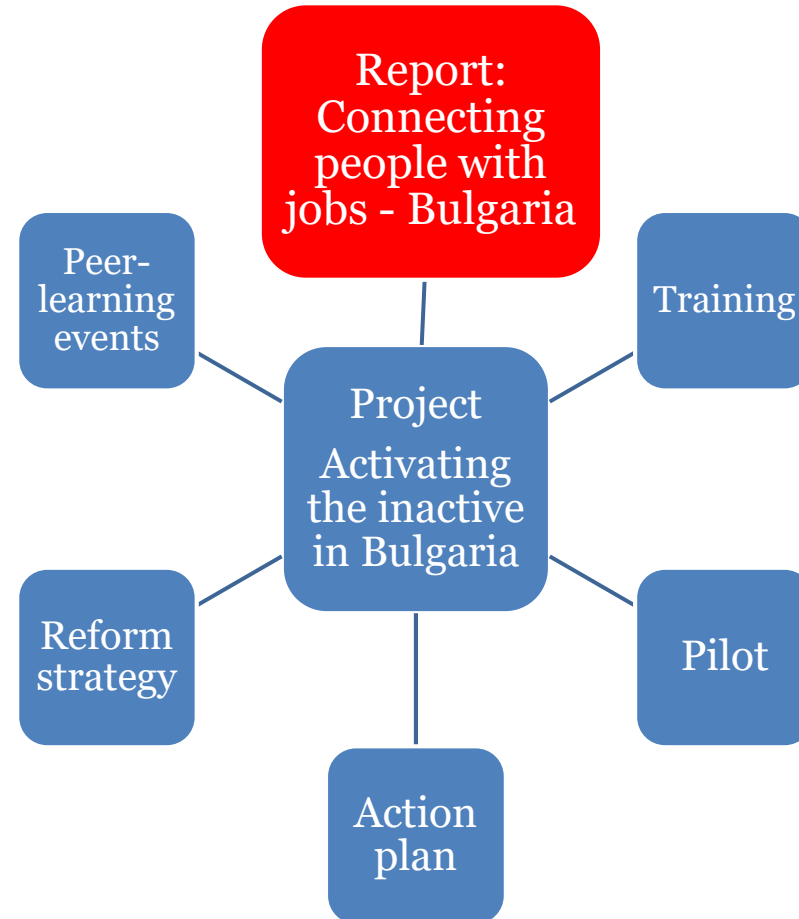 Report:
Connecting
people with
jobs - Bulgaria
Peer-
learning
events
Training
Project
Activating
the inactive
in Bulgaria
Reform
strategy
Pilot
Action
plan